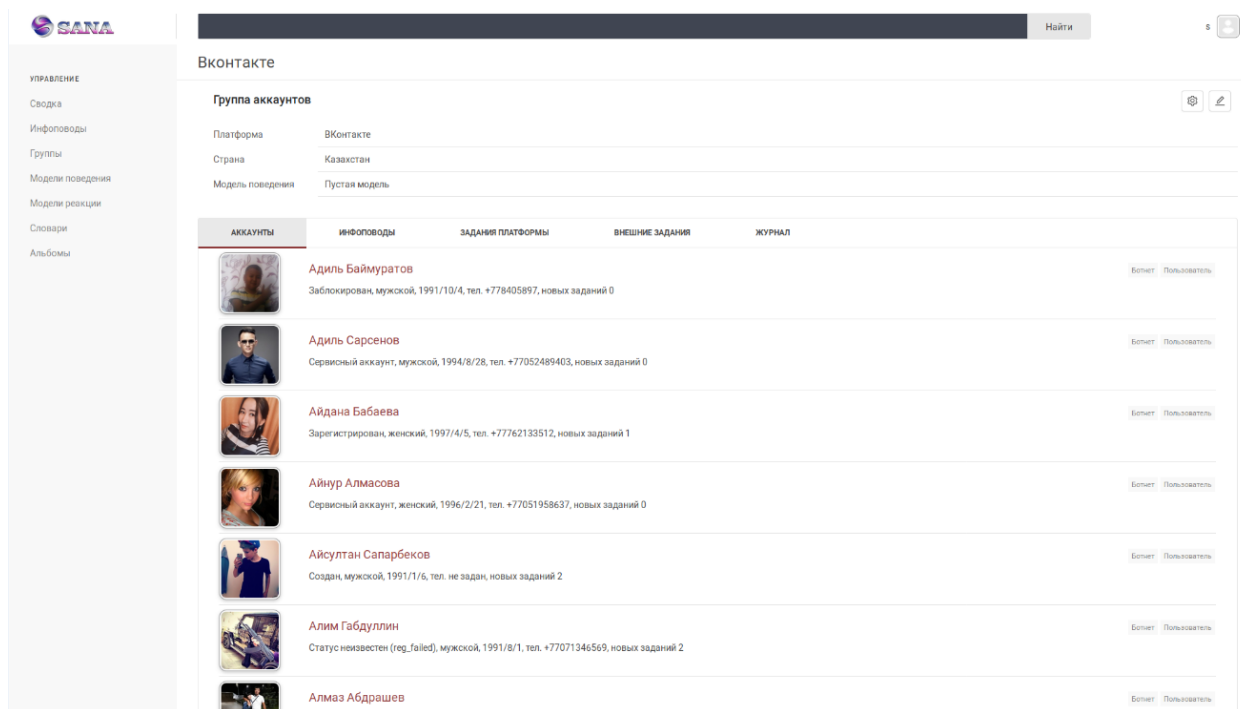 SANA
Найти
s
Вконтакте
УПРАВЛЕНИЕ
Сводка
Инфоповоды
Группы
Модели поведения
Модели реакции
Словари
Альбомы
Группа аккаунтов
Платформа ВКонтакте
Страна Казахстан
Модель поведения Пустая модель
АККАУНТЫ ИНФОПОВОДЫ ЗАДАНИЯ ПЛАТФОРМЫ ВНЕШНИЕ ЗАДАНИЯ ЖУРНАЛ
Адиль Баймуратов
Ботнет Пользователь
Заблокирован, мужской, 1991/10/4, тел. +778405897, новых заданий 0
Адиль Сарсенов
Ботнет Пользователь
Сервисный аккаунт, мужской, 1994/8/28, тел. +77052489403, новых заданий 0
Айдана Бабаева
Ботнет Пользователь
Зарегистрирован, женский, 1997/4/5, тел. +77762133512, новых заданий 1
Айнур Алмасова
Ботнет Пользователь
Сервисный аккаунт, женский, 1996/2/21, тел. +77051958637, новых заданий 0
Айсултан Сапарбеков
Ботнет Пользователь
Создан, мужской, 1991/1/6, тел. не задан, новых заданий 2
Алим Габдуллин
Ботнет Пользователь
Статус неизвестен (reg_failed), мужской, 1991/8/1, тел. +77071346569, новых заданий 2
Алмаз Абдрашев
Ботнет Пользователь